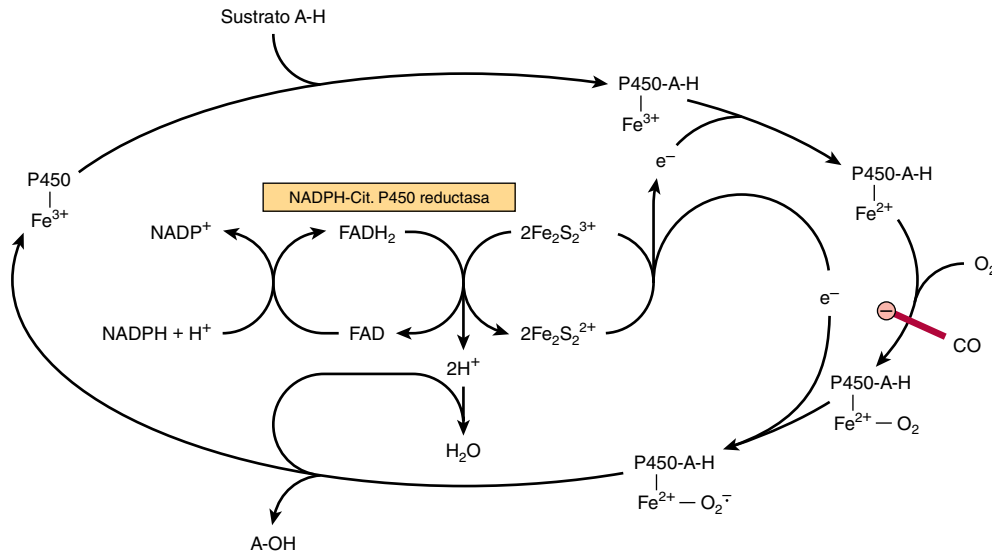 Sustrato A-H
P450-A-H
Fe³⁺
e⁻
P450
Fe³⁺
P450-A-H
Fe²⁺
NADPH-Cit. P450 reductasa
NADP⁺
FADH₂
2Fe₂S₂³⁺
O₂
e⁻
NADPH + H⁺
FAD
2Fe₂S₂²⁺
−
CO
2H⁺
P450-A-H
Fe²⁺ — O₂
H₂O
P450-A-H
Fe²⁺ — O₂⁻·
A-OH